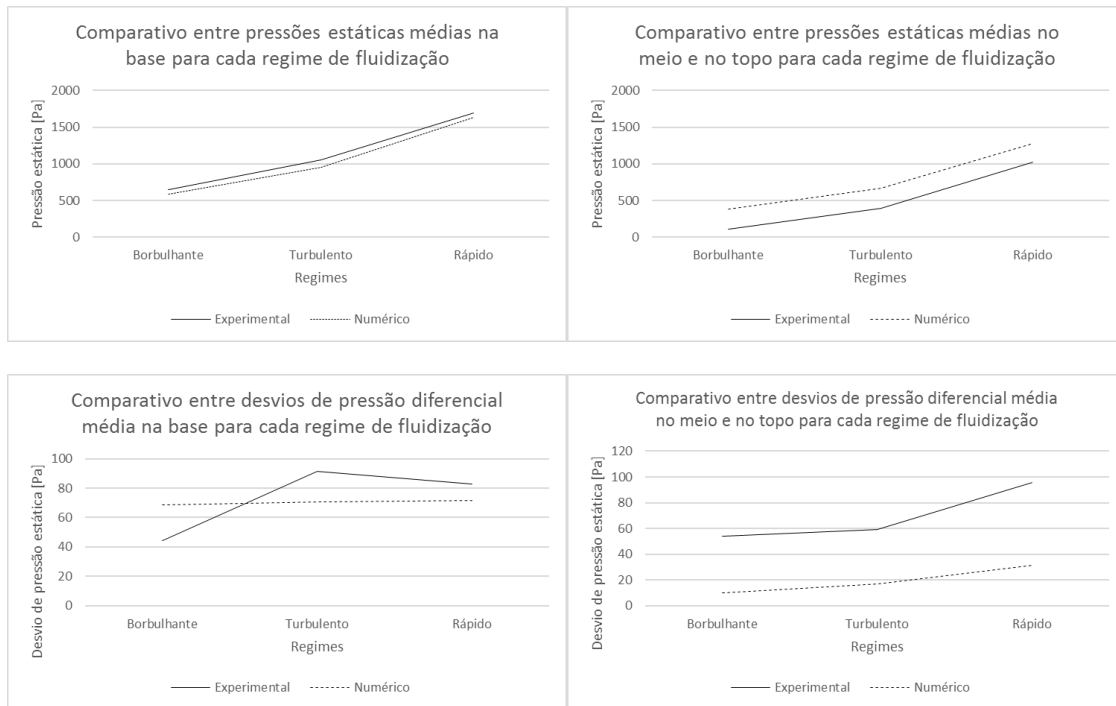 Comparativo entre pressões estáticas médias na
base para cada regime de fluidização
Pressão estática [Pa]
2000
1500
1000
500
0
Borbulhante Turbulento Rápido
Regimes
Experimental Numérico
Comparativo entre pressões estáticas médias no
meio e no topo para cada regime de fluidização
Pressão estática [Pa]
2000
1500
1000
500
0
Borbulhante Turbulento Rápido
Regimes
Experimental Numérico
Comparativo entre desvios de pressão diferencial
média na base para cada regime de fluidização
Desvio de pressão estática [Pa]
100
80
60
40
20
0
Borbulhante Turbulento Rápido
Regimes
Experimental Numérico
Comparativo entre desvios de pressão diferencial média
no meio e no topo para cada regime de fluidização
Desvio de pressão estática [Pa]
120
100
80
60
40
20
0
Borbulhante Turbulento Rápido
Regimes
Experimental Numérico